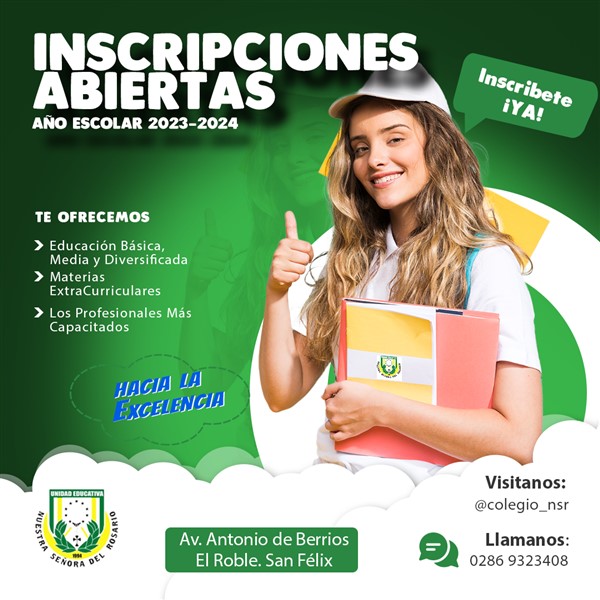 INSCRIPCIONES
ABIERTAS
AÑO ESCOLAR 2023-2024
Inscribete
¡YA!
TE OFRECEMOS
Educación Básica,
Media y Diversificada
Materias
ExtraCurriculares
Los Profesionales Más
Capacitados
HACIA LA
EXCELENCIA
UNIDAD EDUCATIVA
NUESTRA SEÑORA DEL ROSARIO
1994
Av. Antonio de Berrios
El Roble. San Félix
Visitanos:
@colegio_nsr
Llamanos:
0286 9323408